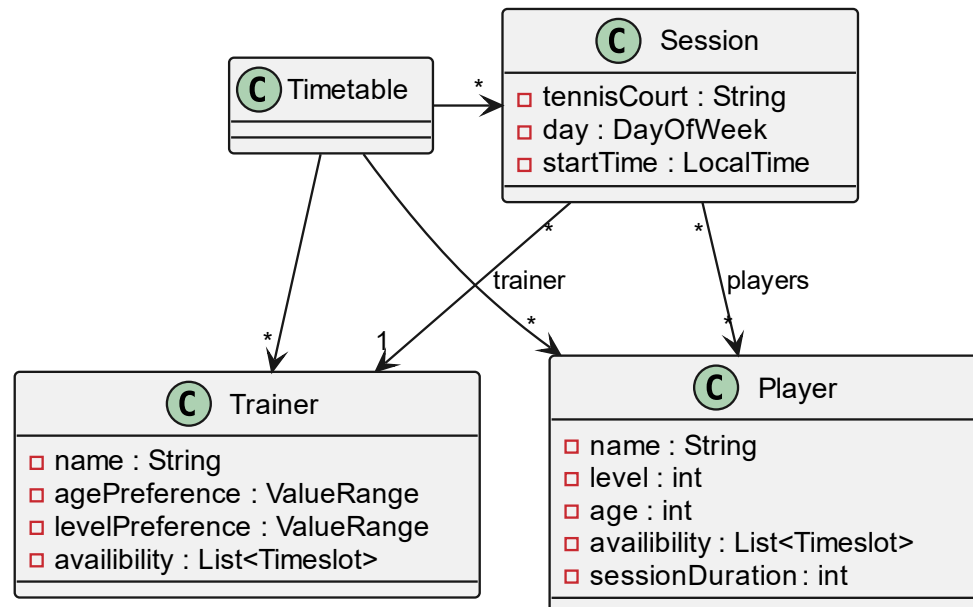 C Timetable
*
C Session
tennisCourt : String
day : DayOfWeek
startTime : LocalTime
*
*
trainer
players
*
*
1
*
C Trainer
name : String
agePreference : ValueRange
levelPreference : ValueRange
availibility : List<Timeslot>
C Player
name : String
level : int
age : int
availibility : List<Timeslot>
sessionDuration : int